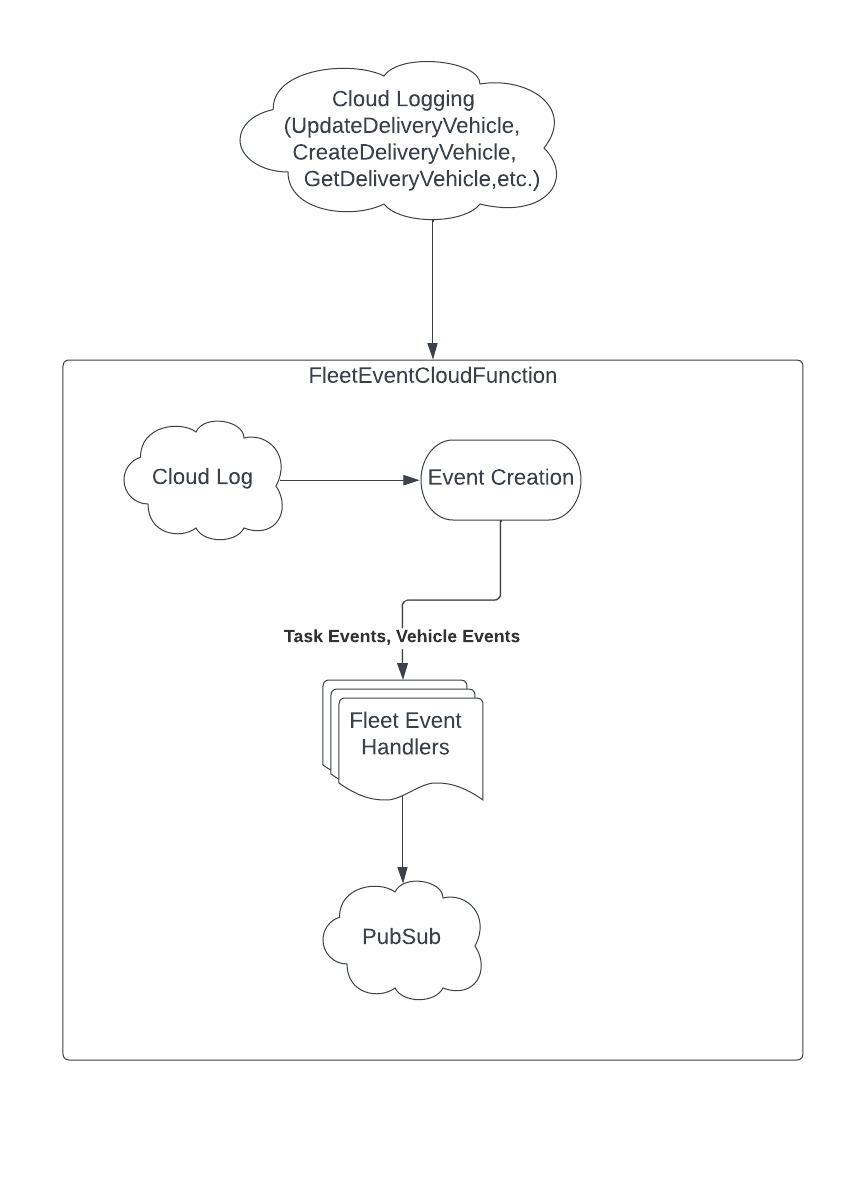 Cloud Logging
(UpdateDeliveryVehicle,
CreateDeliveryVehicle,
GetDeliveryVehicle,etc.)
FleetEventCloudFunction
Cloud Log
Event Creation
Task Events, Vehicle Events
Fleet Event
Handlers
PubSub